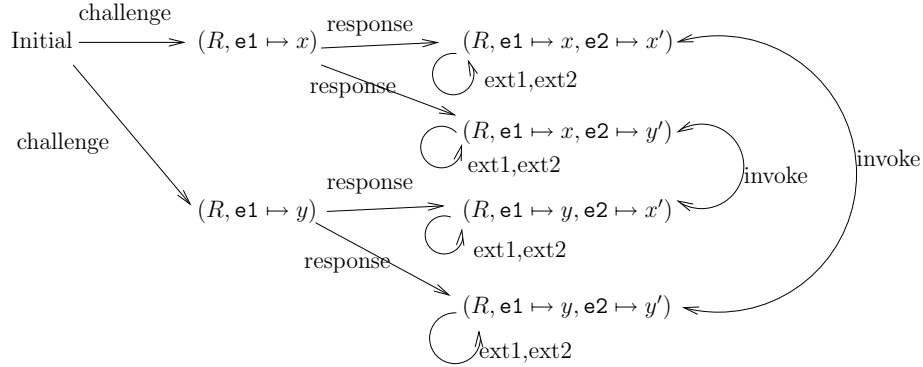 challenge
Initial
(R, e1 ↦ x)
response
(R, e1 ↦ x, e2 ↦ x′)
ext1,ext2
response
(R, e1 ↦ x, e2 ↦ y′)
ext1,ext2
challenge
invoke
invoke
response
(R, e1 ↦ y)
(R, e1 ↦ y, e2 ↦ x′)
ext1,ext2
response
(R, e1 ↦ y, e2 ↦ y′)
ext1,ext2